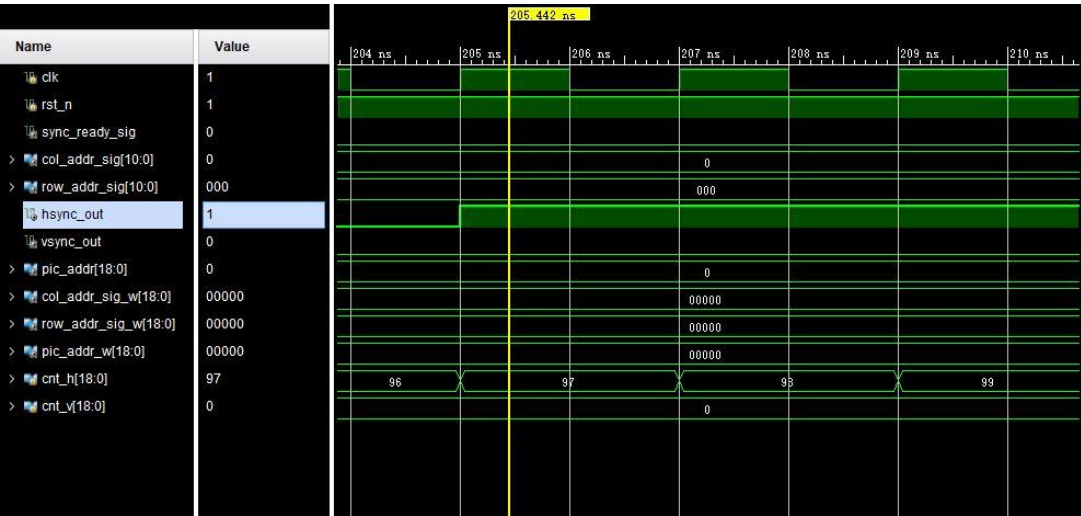 205.442 ns
Name Value
204 ns 205 ns 206 ns 207 ns 208 ns 209 ns 210 ns
clk 1
rst_n 1
sync_ready_sig 0
col_addr_sig[10:0] 0 0
row_addr_sig[10:0] 000 000
hsync_out 1
vsync_out 0
pic_addr[18:0] 0 0
col_addr_sig_w[18:0] 00000 00000
row_addr_sig_w[18:0] 00000 00000
pic_addr_w[18:0] 00000 00000
cnt_h[18:0] 97 96 97 98 99
cnt_v[18:0] 0 0